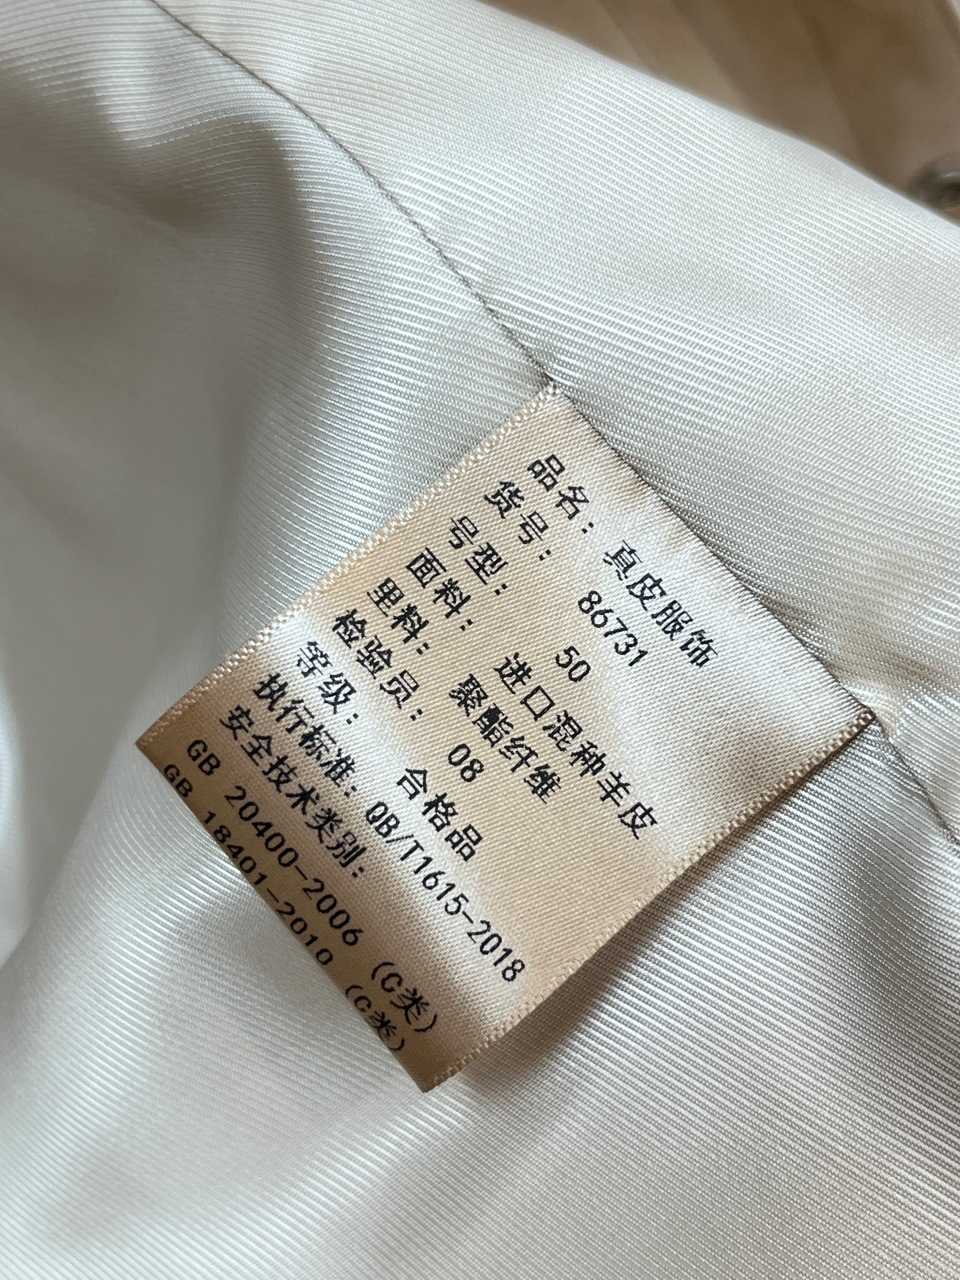 品名: 真皮服饰
货号: 86731
号型: 50
面料: 进口混种羊皮
里料: 聚酯纤维
检验员: 08
等级: 合格品
执行标准: QB/T1615-2018
安全技术类别:
GB 20400-2006 (C类)
GB 18401-2010 (C类)